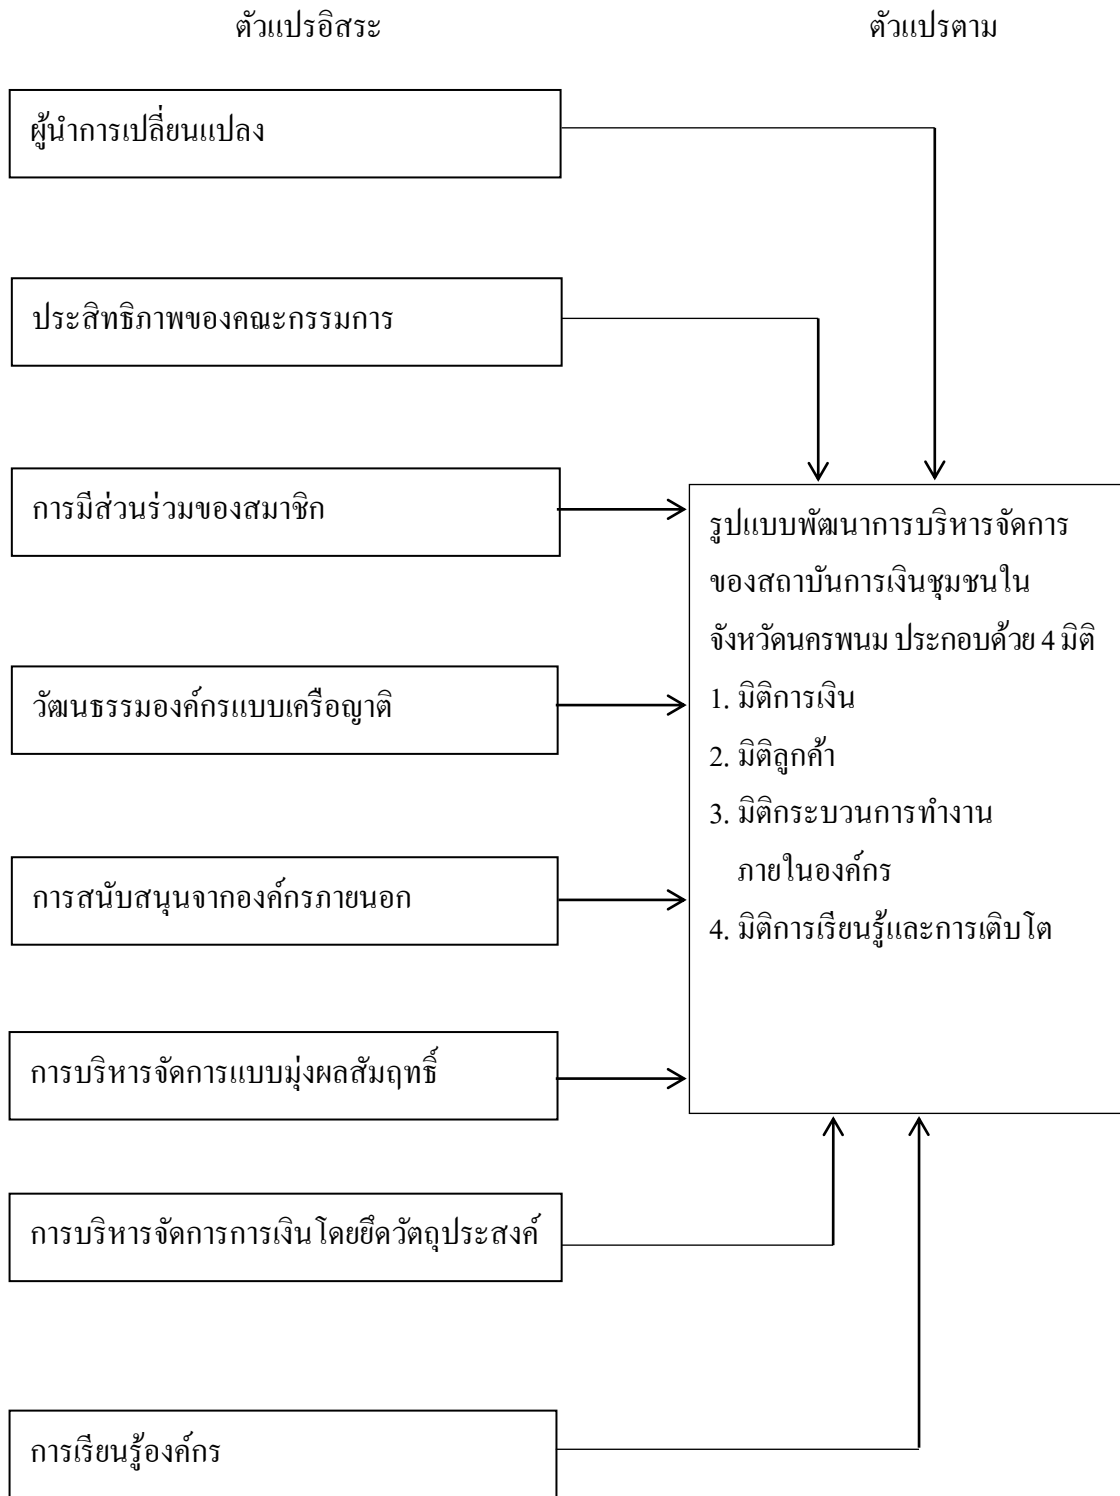 ตัวแปรอิสระ
ตัวแปรตาม
ผู้นำการเปลี่ยนแปลง
ประสิทธิภาพของคณะกรรมการ
การมีส่วนร่วมของสมาชิก
วัฒนธรรมองค์กรแบบเครือญาติ
การสนับสนุนจากองค์กรภายนอก
การบริหารจัดการแบบมุ่งผลสัมฤทธิ์
การบริหารจัดการการเงินโดยยึดวัตถุประสงค์
การเรียนรู้องค์กร
รูปแบบพัฒนาการบริหารจัดการ
ของสถาบันการเงินชุมชนใน
จังหวัดนครพนม ประกอบด้วย 4 มิติ
1. มิติการเงิน
2. มิติลูกค้า
3. มิติกระบวนการทำงาน
ภายในองค์กร
4. มิติการเรียนรู้และการเติบโต